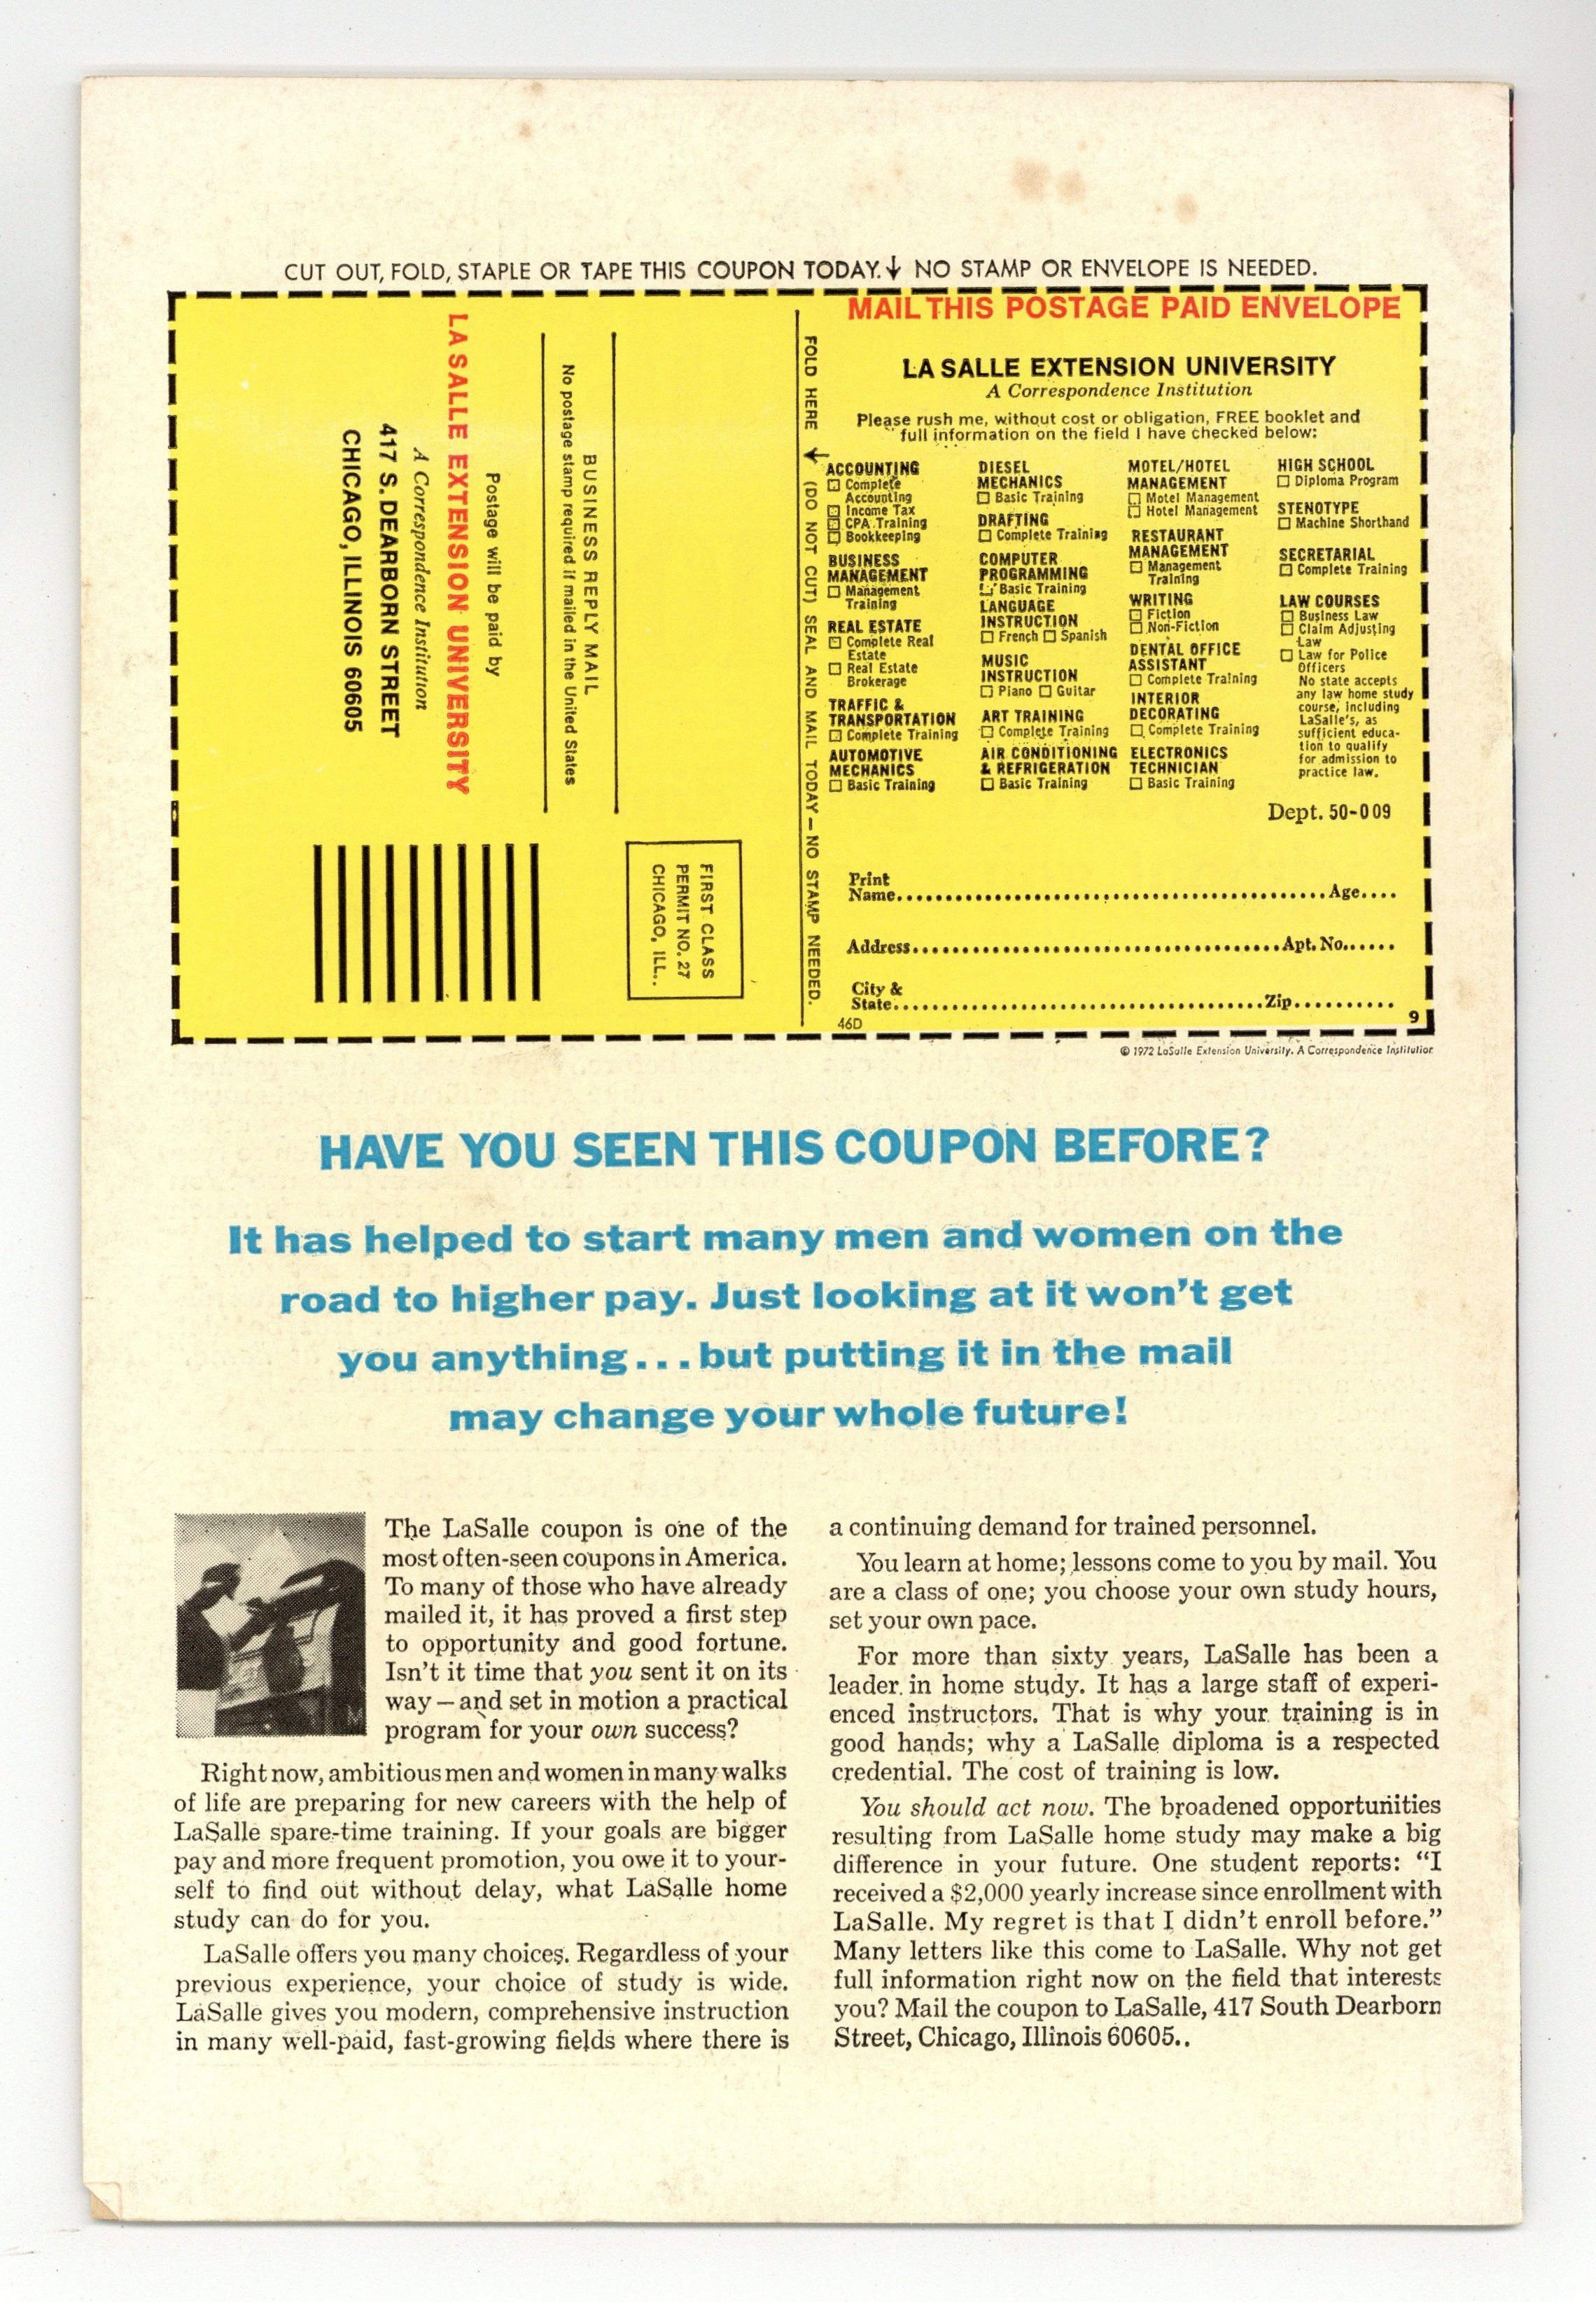 CUT OUT, FOLD, STAPLE OR TAPE THIS COUPON TODAY.↓ NO STAMP OR ENVELOPE IS NEEDED.
FIRST CLASS
PERMIT NO. 27
CHICAGO, ILL..
BUSINESS REPLY MAIL
No postage stamp required if mailed in the United States
Postage will be paid by
LA SALLE EXTENSION UNIVERSITY
A Correspondence Institution
417 S. DEARBORN STREET
CHICAGO, ILLINOIS 60605
FOLD HERE (DO NOT CUT) SEAL AND MAIL TODAY – NO STAMP NEEDED.
MAIL THIS POSTAGE PAID ENVELOPE
LA SALLE EXTENSION UNIVERSITY
A Correspondence Institution
Please rush me, without cost or obligation, FREE booklet and
full information on the field I have checked below:
ACCOUNTING
☐ Complete
Accounting
☐ Income Tax
☐ CPA Training
☐ Bookkeeping
BUSINESS
MANAGEMENT
☐ Management
Training
REAL ESTATE
☐ Complete Real
Estate
☐ Real Estate
Brokerage
TRAFFIC &
TRANSPORTATION
☐ Complete Training
AUTOMOTIVE
MECHANICS
☐ Basic Training
DIESEL
MECHANICS
☐ Basic Training
DRAFTING
☐ Complete Training
COMPUTER
PROGRAMMING
☐ Basic Training
LANGUAGE
INSTRUCTION
☐ French ☐ Spanish
MUSIC
INSTRUCTION
☐ Piano ☐ Guitar
ART TRAINING
☐ Complete Training
AIR CONDITIONING
& REFRIGERATION
☐ Basic Training
MOTEL/HOTEL
MANAGEMENT
☐ Motel Management
☐ Hotel Management
RESTAURANT
MANAGEMENT
☐ Management
Training
WRITING
☐ Fiction
☐ Non-Fiction
DENTAL OFFICE
ASSISTANT
☐ Complete Training
INTERIOR
DECORATING
☐ Complete Training
ELECTRONICS
TECHNICIAN
☐ Basic Training
HIGH SCHOOL
☐ Diploma Program
STENOTYPE
☐ Machine Shorthand
SECRETARIAL
☐ Complete Training
LAW COURSES
☐ Business Law
☐ Claim Adjusting
Law
☐ Law for Police
Officers
No state accepts
any law home study
course, including
LaSalle's, as
sufficient educa-
tion to qualify
for admission to
practice law.
Dept. 50-009
Print
Name.......... Age....
Address.......... Apt. No......
City &
State.......... Zip..........
46D 9
© 1972 LaSalle Extension University. A Correspondence Institution
HAVE YOU SEEN THIS COUPON BEFORE?
It has helped to start many men and women on the
road to higher pay. Just looking at it won't get
you anything...but putting it in the mail
may change your whole future!
The LaSalle coupon is one of the
most often-seen coupons in America.
To many of those who have already
mailed it, it has proved a first step
to opportunity and good fortune.
Isn't it time that you sent it on its
way – and set in motion a practical
program for your own success?
Right now, ambitious men and women in many walks
of life are preparing for new careers with the help of
LaSalle spare-time training. If your goals are bigger
pay and more frequent promotion, you owe it to your-
self to find out without delay, what LaSalle home
study can do for you.
LaSalle offers you many choices. Regardless of your
previous experience, your choice of study is wide.
LaSalle gives you modern, comprehensive instruction
in many well-paid, fast-growing fields where there is
a continuing demand for trained personnel.
You learn at home; lessons come to you by mail. You
are a class of one; you choose your own study hours,
set your own pace.
For more than sixty years, LaSalle has been a
leader in home study. It has a large staff of experi-
enced instructors. That is why your training is in
good hands; why a LaSalle diploma is a respected
credential. The cost of training is low.
You should act now. The broadened opportunities
resulting from LaSalle home study may make a big
difference in your future. One student reports: “I
received a $2,000 yearly increase since enrollment with
LaSalle. My regret is that I didn't enroll before.”
Many letters like this come to LaSalle. Why not get
full information right now on the field that interests
you? Mail the coupon to LaSalle, 417 South Dearborn
Street, Chicago, Illinois 60605..